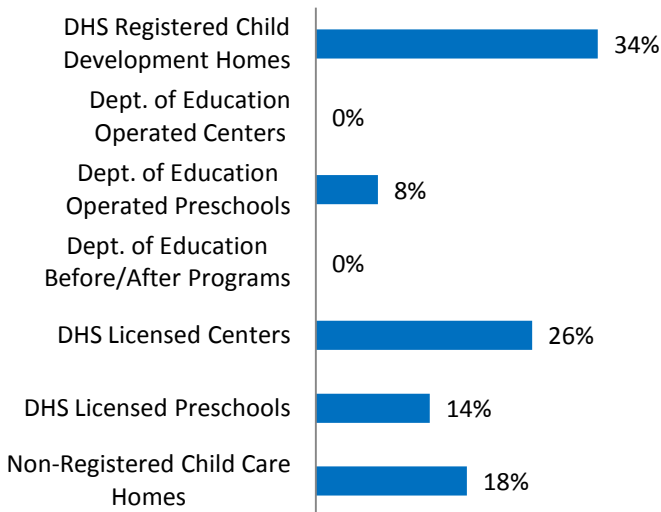 DHS Registered Child
Development Homes
34%
Dept. of Education
Operated Centers
0%
Dept. of Education
Operated Preschools
8%
Dept. of Education
Before/After Programs
0%
DHS Licensed Centers
26%
DHS Licensed Preschools
14%
Non-Registered Child Care
Homes
18%